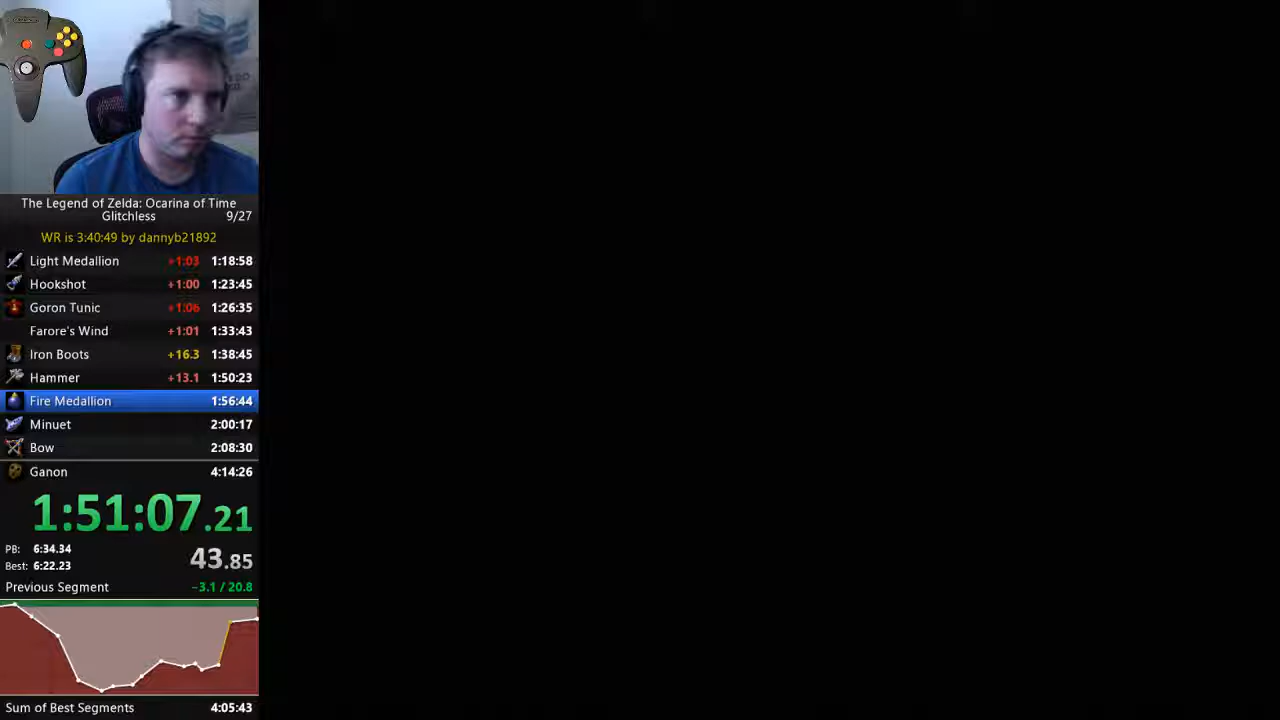 The Legend of Zelda: Ocarina of Time
Glitchless 9/27
WR is 3:40:49 by dannyb21892
Light Medallion +1:03 1:18:58
Hookshot +1:00 1:23:45
Goron Tunic +1:06 1:26:35
Farore's Wind +1:01 1:33:43
Iron Boots +16.3 1:38:45
Hammer +13.1 1:50:23
Fire Medallion 1:56:44
Minuet 2:00:17
Bow 2:08:30
Ganon 4:14:26
1:51:07.21
PB: 6:34.34
43.85
Best: 6:22.23
Previous Segment -3.1 / 20.8
Sum of Best Segments 4:05:43